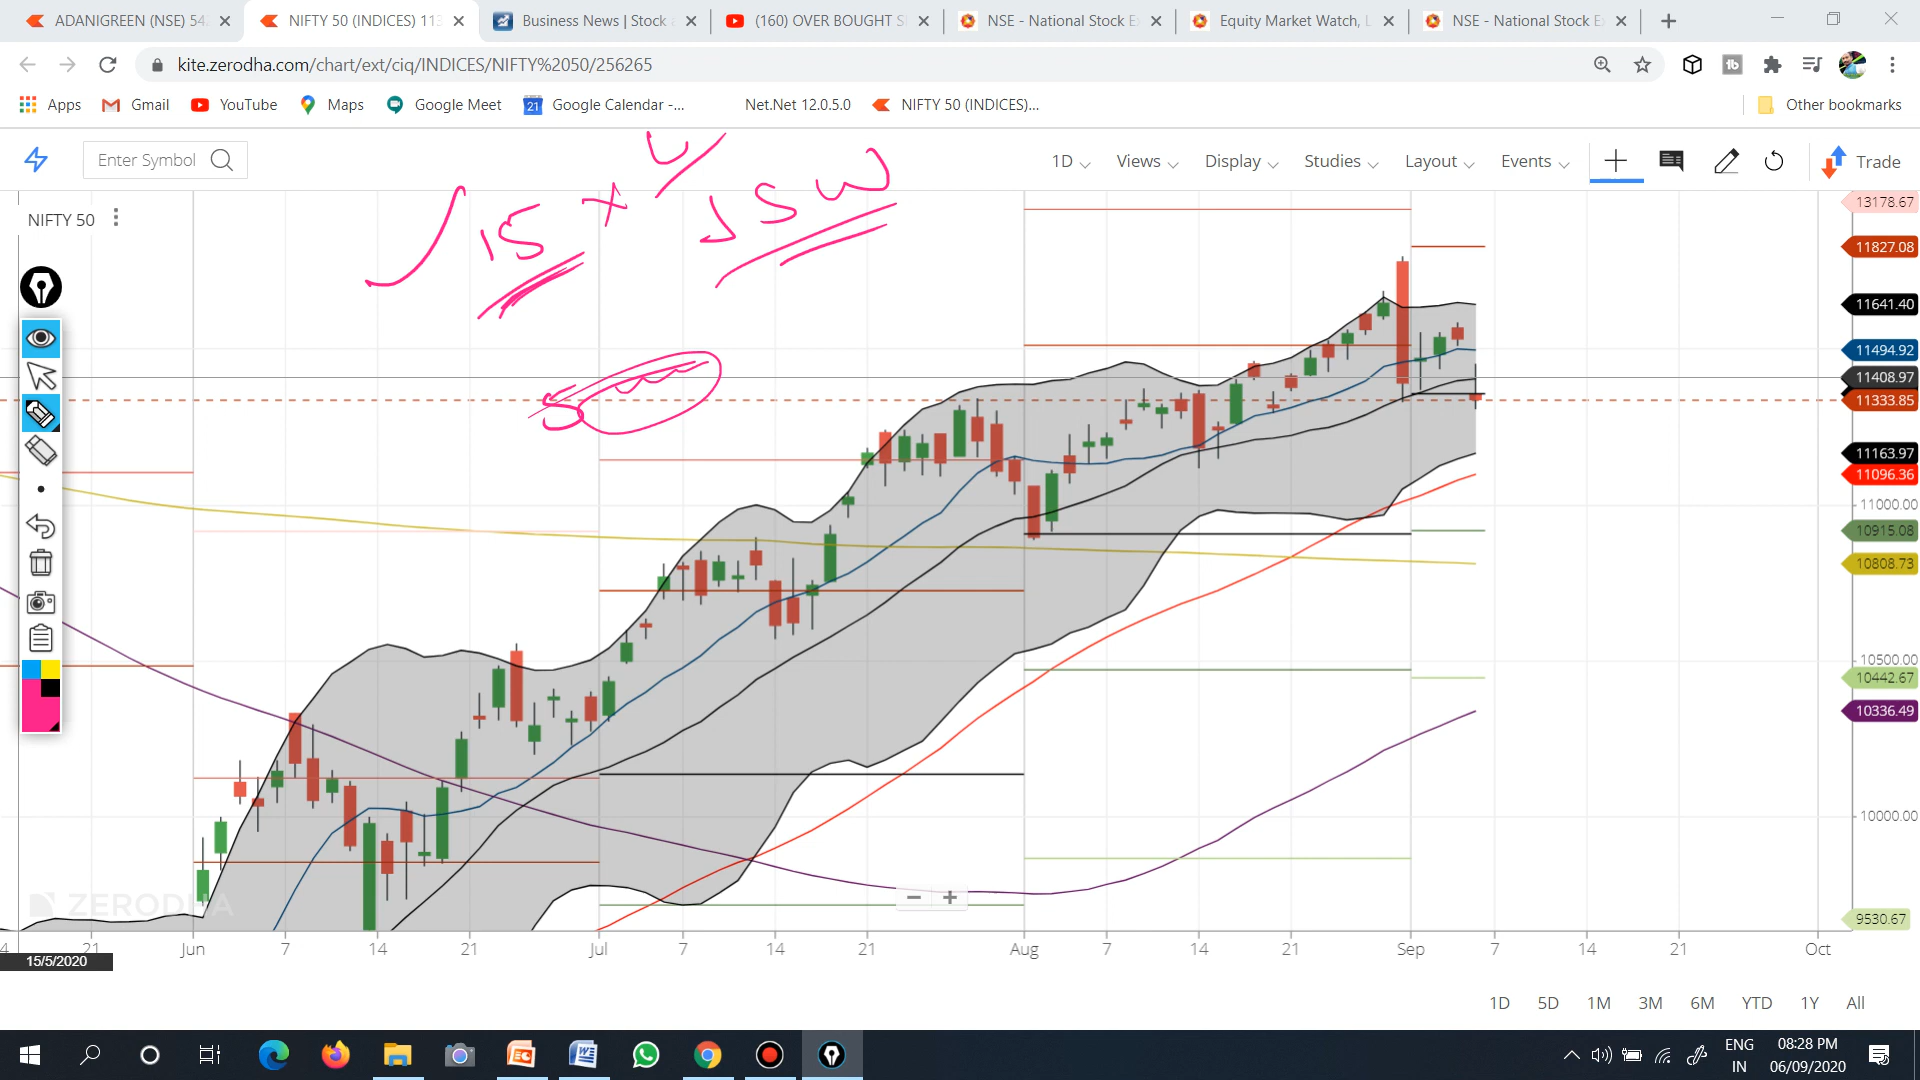 ADANIGREEN (NSE) 54. NIFTY 50 (INDICES) 113 Business News | Stock a (160) OVER BOUGHT S NSE - National Stock E Equity Market Watch, L NSE - National Stock E
kite.zerodha.com/chart/ext/ciq/INDICES/NIFTY%2050/256265
Apps Gmail YouTube Maps Google Meet Google Calendar -... Net.Net 12.0.5.0 NIFTY 50 (INDICES)... Other bookmarks
Enter Symbol 1D Views Display Studies Layout Events Trade
15 x
JSW
NIFTY 50
13178.67
11827.08
11641.40
11494.92
11408.97
11333.85
11163.97
11096.36
11000.00
10915.08
10808.73
10500.00
10442.67
10336.49
10000.00
9530.67
ZERODHA
21 Jun 7 14 21 Jul 7 14 21 Aug 7 14 21 Sep 7 14 21 Oct
15/5/2020
1D 5D 1M 3M 6M YTD 1Y All
ENG 08:28 PM
IN 06/09/2020